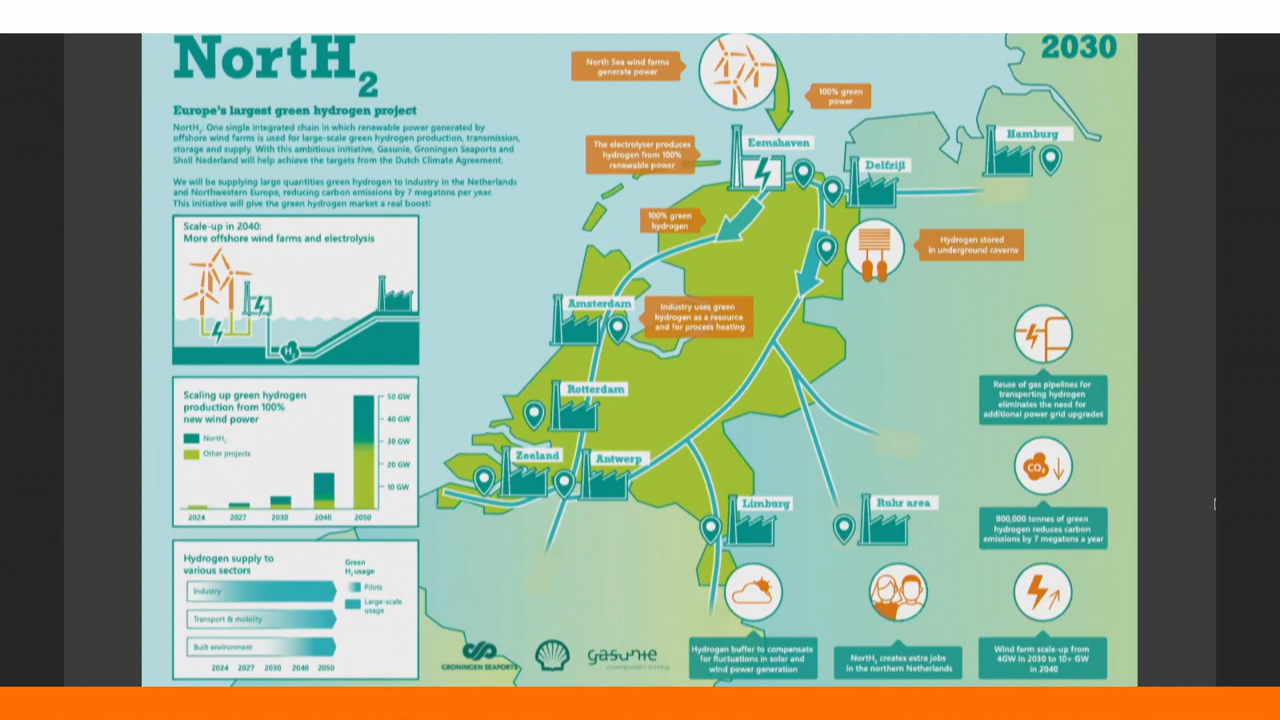 NortH2
2030
Europe's largest green hydrogen project
NortH2: One single integrated chain in which renewable power generated by
offshore wind farms is used for large-scale green hydrogen production, transmission,
storage and supply. With this ambitious initiative, Gasunie, Groningen Seaports and
Shell Nederland will help achieve the targets from the Dutch Climate Agreement.
We will be supplying large quantities green hydrogen to industry in the Netherlands
and Northwestern Europe, reducing carbon emissions by 7 megatons per year.
This initiative will give the green hydrogen market a real boost!
North Sea wind farms
generate power
100% green
power
The electrolyser produces
hydrogen from 100%
renewable power
Eemshaven
Delfzijl
Hamburg
100% green
hydrogen
Hydrogen stored
in underground caverns
Amsterdam
Industry uses green
hydrogen as a resource
and for process heating
Rotterdam
Zeeland
Antwerp
Limburg
Ruhr area
Scale-up in 2040:
More offshore wind farms and electrolysis
H2
Scaling up green hydrogen
production from 100%
new wind power
NortH2
Other projects
50 GW
40 GW
30 GW
20 GW
10 GW
2024
2027
2030
2040
2050
Hydrogen supply to
various sectors
Green
H2 usage
Pilots
Large-scale
usage
Industry
Transport & mobility
Built environment
2024
2027
2030
2040
2050
Reuse of gas pipelines for
transporting hydrogen
eliminates the need for
additional power grid upgrades
CO2
800,000 tonnes of green
hydrogen reduces carbon
emissions by 7 megatons a year
Hydrogen buffer to compensate
for fluctuations in solar and
wind power generation
NortH2 creates extra jobs
in the northern Netherlands
Wind farm scale-up from
4GW in 2030 to 10+ GW
in 2040
GRONINGEN SEAPORTS
gasunie